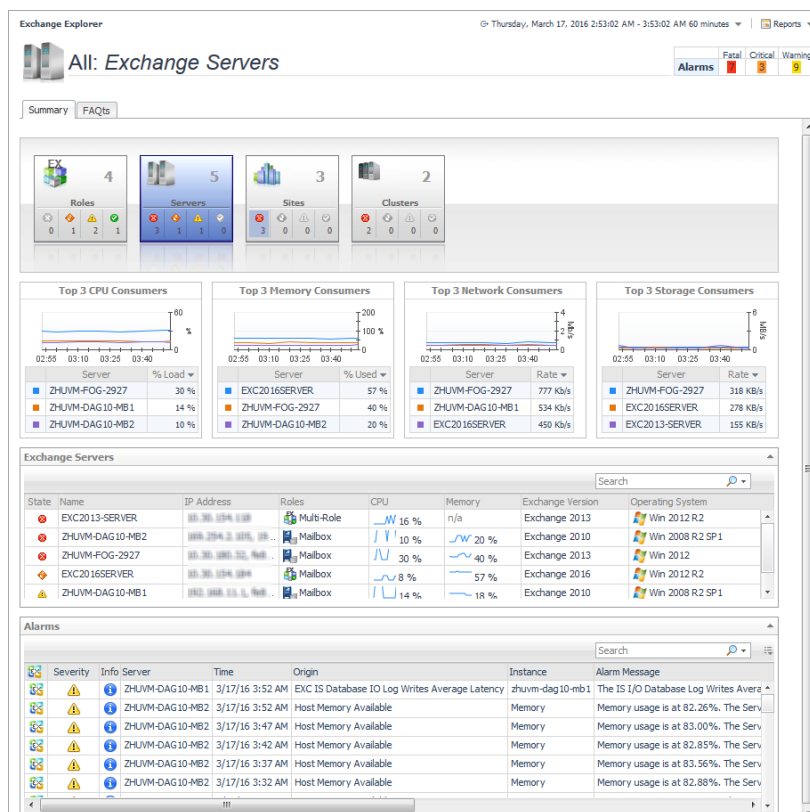 Exchange Explorer
Thursday, March 17, 2016 2:53:02 AM - 3:53:02 AM 60 minutes
Reports
All: Exchange Servers
Fatal Critical Warning
Alarms 7 3 9
Summary FAQts
4 5 3 2
Roles Servers Sites Clusters
0 1 2 1 3 1 1 0 3 0 0 0 2 0 0 0
Top 3 CPU Consumers
60
%
0
02:55 03:10 03:25 03:40
Server % Load
ZHUVM-FOG-2927 30 %
ZHUVM-DAG10-MB1 14 %
ZHUVM-DAG10-MB2 10 %
Top 3 Memory Consumers
200
100 %
0
02:55 03:10 03:25 03:40
Server % Used
EXC2016SERVER 57 %
ZHUVM-FOG-2927 40 %
ZHUVM-DAG10-MB2 20 %
Top 3 Network Consumers
4
2 Mb/s
0
02:55 03:10 03:25 03:40
Server Rate
ZHUVM-FOG-2927 777 Kb/s
ZHUVM-DAG10-MB1 534 Kb/s
EXC2016SERVER 450 Kb/s
Top 3 Storage Consumers
6
MB/s
0
02:55 03:10 03:25 03:40
Server Rate
ZHUVM-FOG-2927 318 KB/s
EXC2016SERVER 278 KB/s
EXC2013-SERVER 155 KB/s
Exchange Servers
Search
State Name IP Address Roles CPU Memory Exchange Version Operating System
EXC2013-SERVER Multi-Role 16 % n/a Exchange 2013 Win 2012 R2
ZHUVM-DAG10-MB2 Mailbox 10 % 20 % Exchange 2010 Win 2008 R2 SP1
ZHUVM-FOG-2927 Mailbox 30 % 40 % Exchange 2013 Win 2012
EXC2016SERVER Mailbox 8 % 57 % Exchange 2016 Win 2012 R2
ZHUVM-DAG10-MB1 Mailbox 14 % 18 % Exchange 2010 Win 2008 R2 SP1
Alarms
Search
Severity Info Server Time Origin Instance Alarm Message
ZHUVM-DAG10-MB1 3/17/16 3:52 AM EXC IS Database IO Log Writes Average Latency zhuvm-dag10-mb1 The IS I/O Database Log Writes Avera
ZHUVM-DAG10-MB2 3/17/16 3:52 AM Host Memory Available Memory Memory usage is at 82.26%. The Serv
ZHUVM-DAG10-MB2 3/17/16 3:47 AM Host Memory Available Memory Memory usage is at 83.00%. The Serv
ZHUVM-DAG10-MB2 3/17/16 3:42 AM Host Memory Available Memory Memory usage is at 82.85%. The Serv
ZHUVM-DAG10-MB2 3/17/16 3:37 AM Host Memory Available Memory Memory usage is at 83.56%. The Serv
ZHUVM-DAG10-MB2 3/17/16 3:32 AM Host Memory Available Memory Memory usage is at 82.88%. The Serv